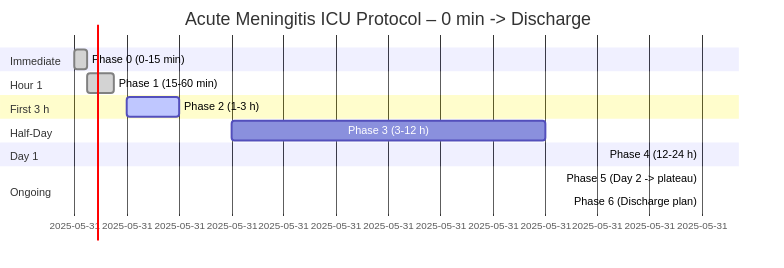 Acute Meningitis ICU Protocol – 0 min -> Discharge
Immediate
Phase 0 (0-15 min)
Hour 1
Phase 1 (15-60 min)
First 3 h
Phase 2 (1-3 h)
Half-Day
Phase 3 (3-12 h)
Day 1
Phase 4 (12-24 h)
Ongoing
Phase 5 (Day 2 -> plateau)
Phase 6 (Discharge plan)
2025-05-31 2025-05-31 2025-05-31 2025-05-31 2025-05-31 2025-05-31 2025-05-31 2025-05-31 2025-05-31 2025-05-31 2025-05-31 2025-05-31 2025-05-31